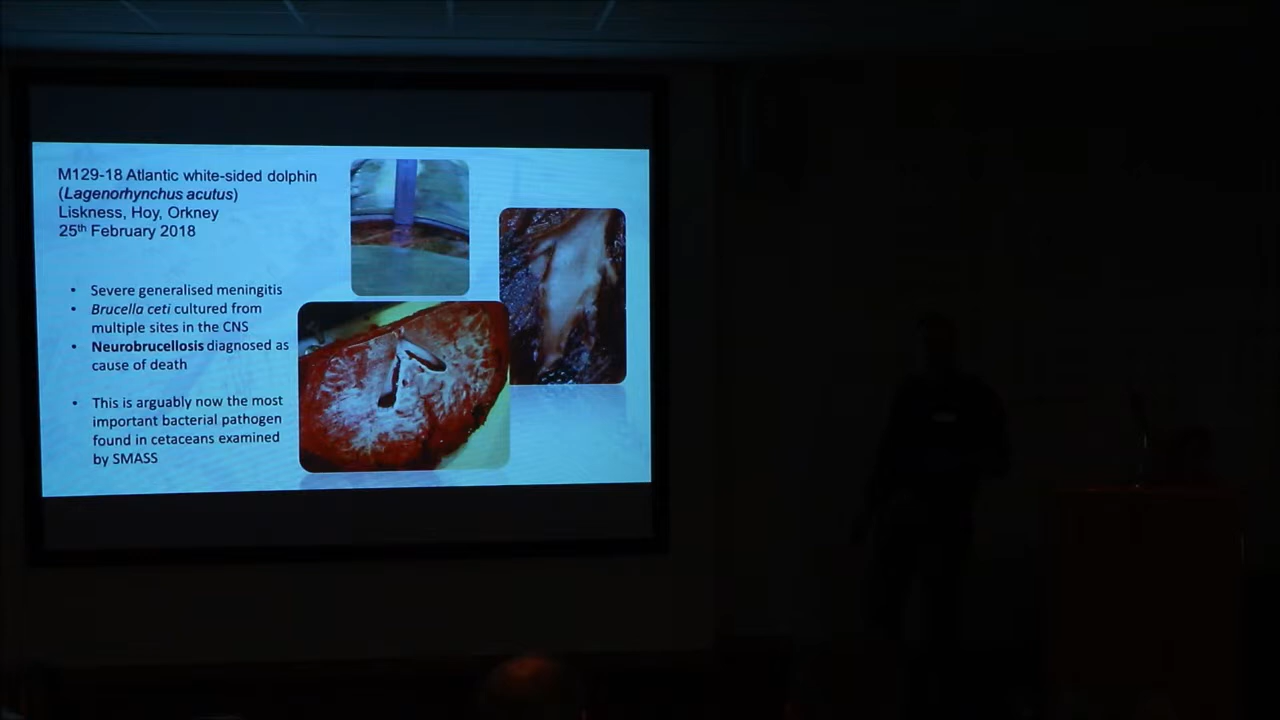 M129-18 Atlantic white-sided dolphin
(Lagenorhynchus acutus)
Liskness, Hoy, Orkney
25th February 2018
• Severe generalised meningitis
• Brucella ceti cultured from
multiple sites in the CNS
• Neurobrucellosis diagnosed as
cause of death
• This is arguably now the most
important bacterial pathogen
found in cetaceans examined
by SMASS